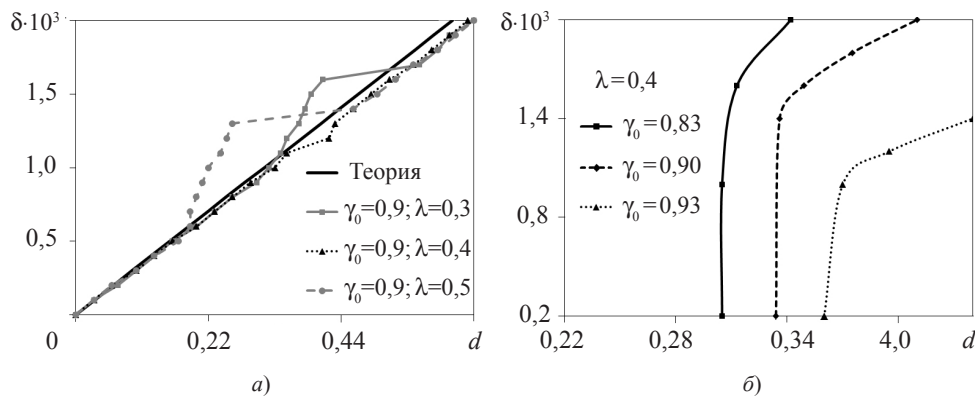 δ·10³
1,5
1,0
0,5
0
0,22
0,44
d
Теория
γ₀=0,9; λ=0,3
γ₀=0,9; λ=0,4
γ₀=0,9; λ=0,5
а)
δ·10³
1,4
0,8
0,2
0,22
0,28
0,34
4,0
d
λ=0,4
γ₀=0,83
γ₀=0,90
γ₀=0,93
б)